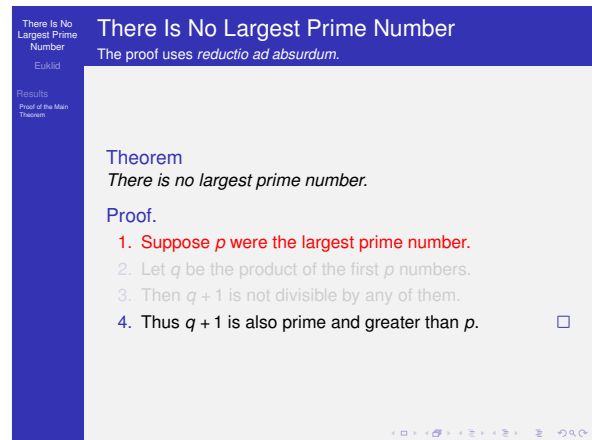 There Is No
Largest Prime
Number
Euklid
Results
Proof of the Main
Theorem
There Is No Largest Prime Number
The proof uses reductio ad absurdum.
Theorem
There is no largest prime number.
Proof.
1. Suppose p were the largest prime number.
2. Let q be the product of the first p numbers.
3. Then q + 1 is not divisible by any of them.
4. Thus q + 1 is also prime and greater than p. □